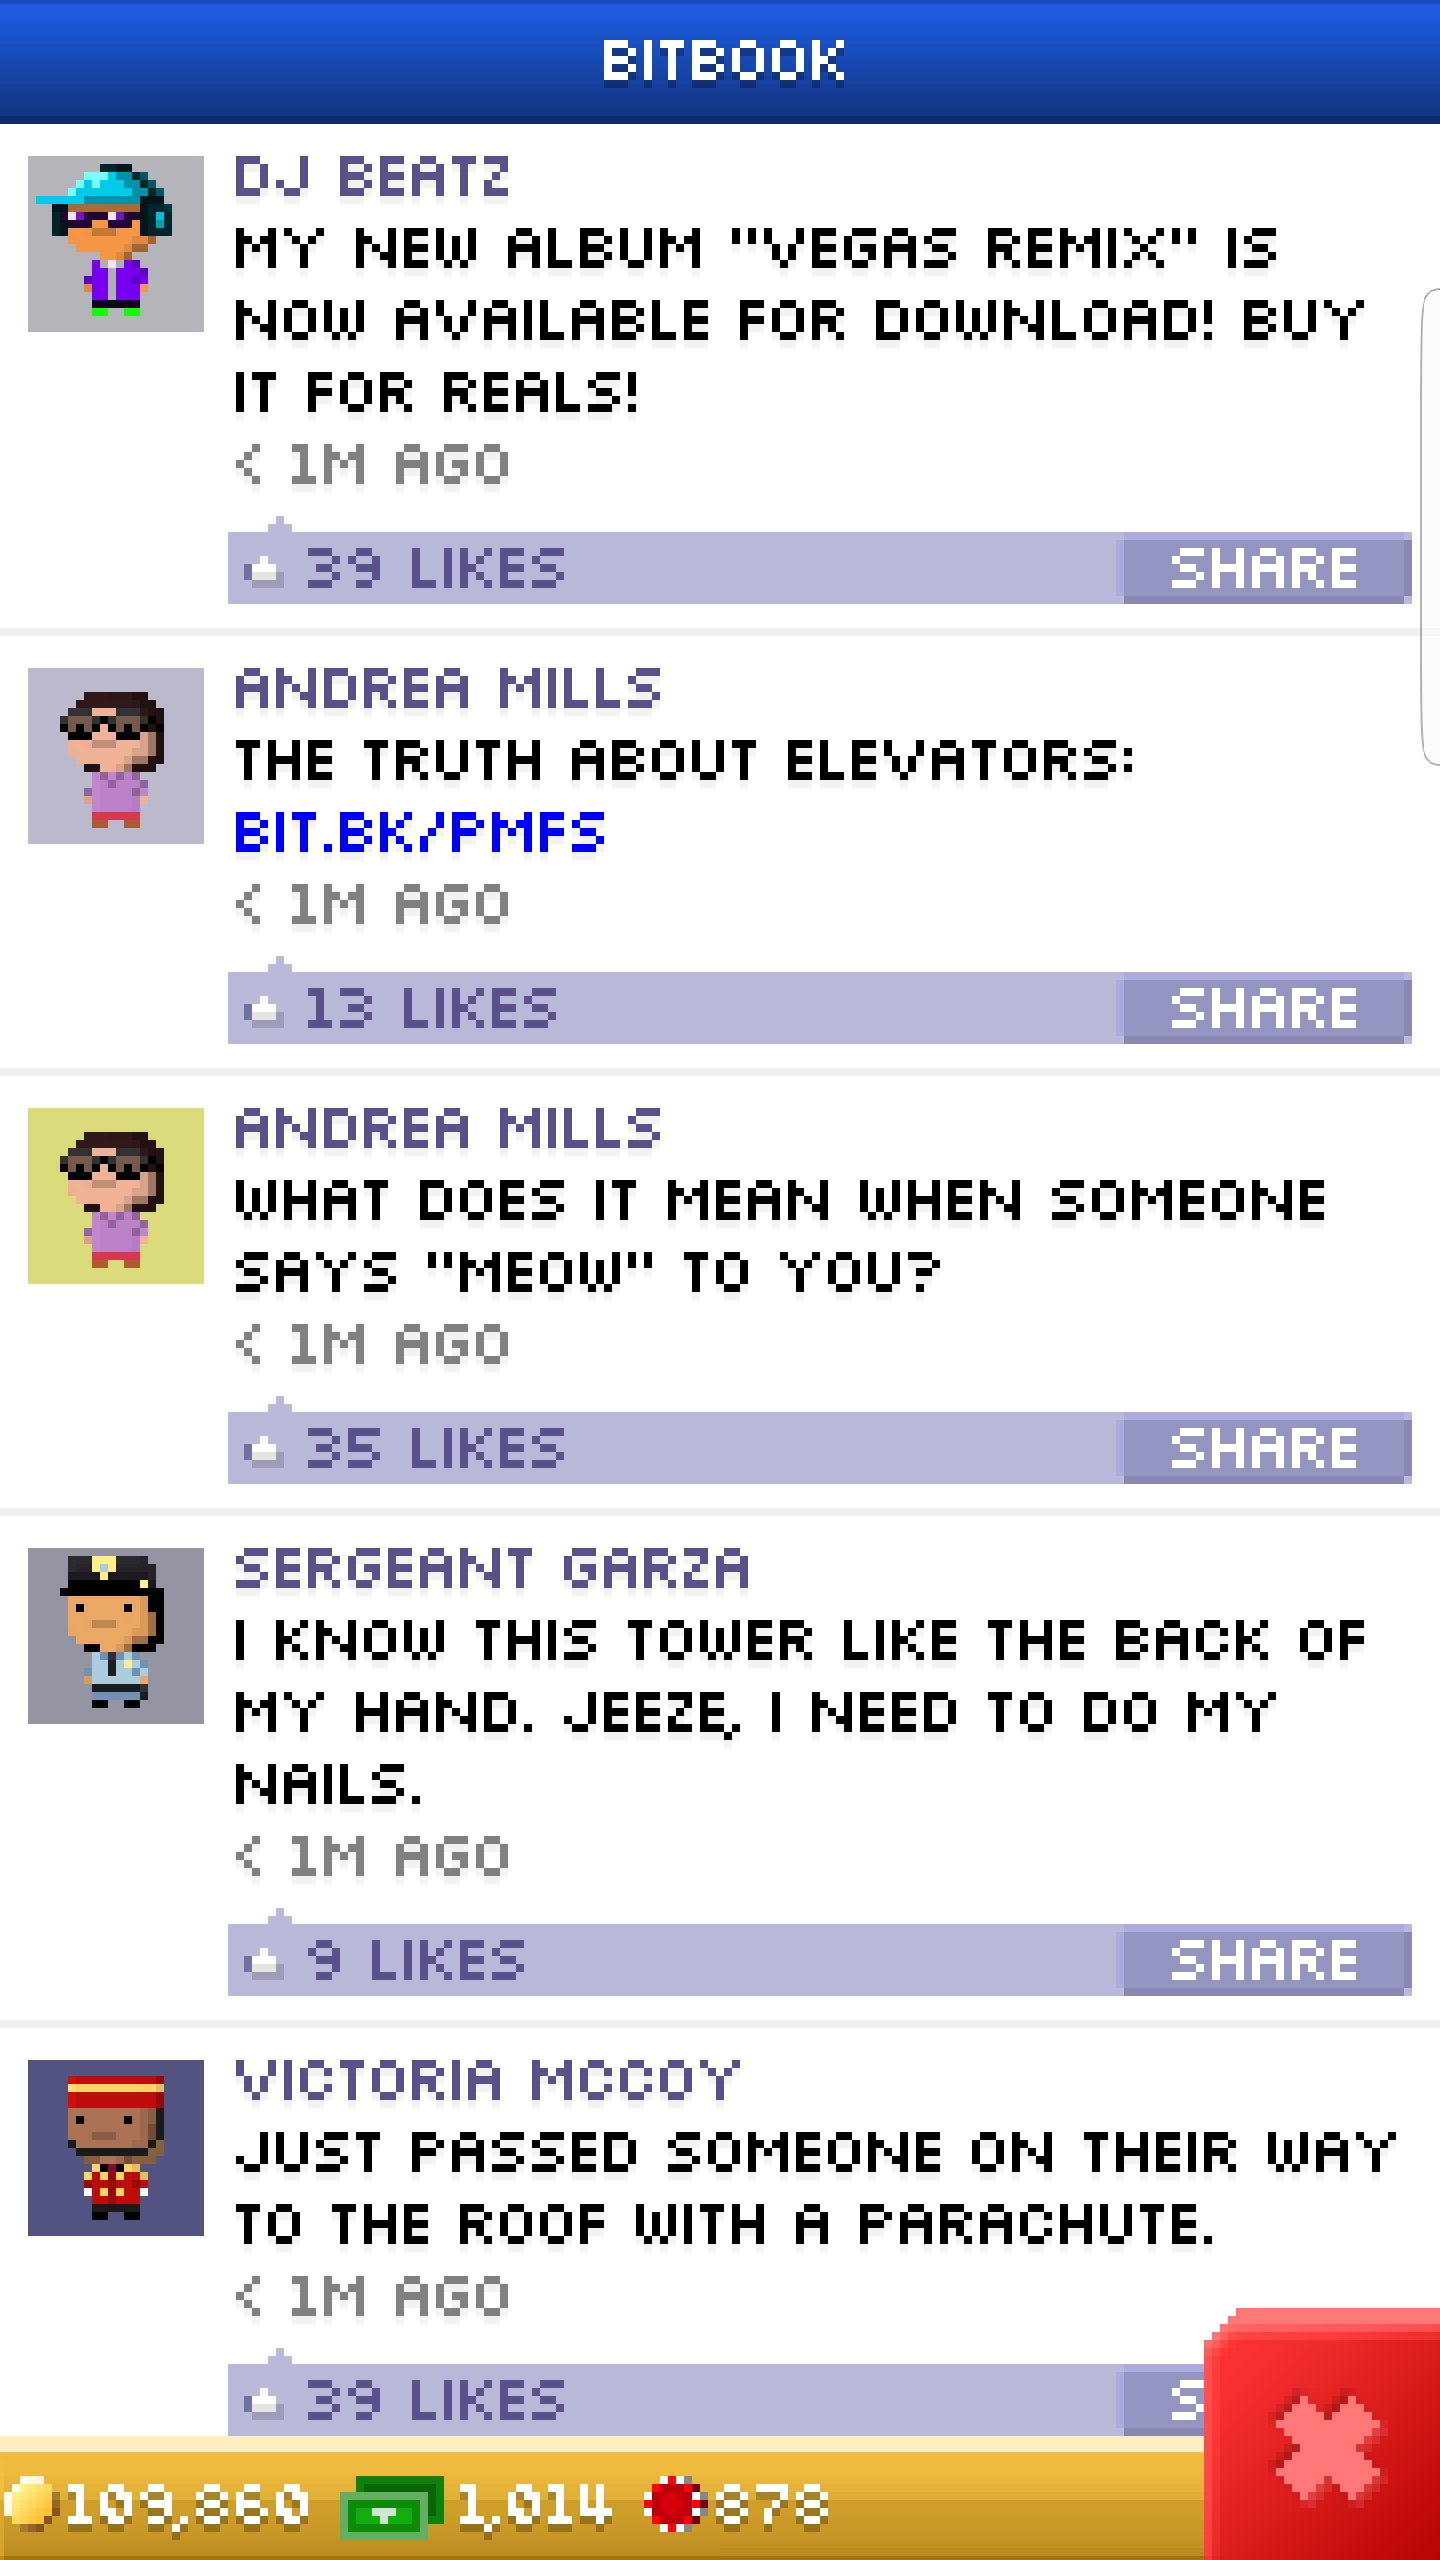 BITBOOK
DJ BEATZ
MY NEW ALBUM "VEGAS REMIX" IS
NOW AVAILABLE FOR DOWNLOAD! BUY
IT FOR REALS!
< 1M AGO
39 LIKES SHARE
ANDREA MILLS
THE TRUTH ABOUT ELEVATORS:
BIT.BK/PMFS
< 1M AGO
13 LIKES SHARE
ANDREA MILLS
WHAT DOES IT MEAN WHEN SOMEONE
SAYS "MEOW" TO YOU?
< 1M AGO
35 LIKES SHARE
SERGEANT GARZA
I KNOW THIS TOWER LIKE THE BACK OF
MY HAND. JEEZE, I NEED TO DO MY
NAILS.
< 1M AGO
9 LIKES SHARE
VICTORIA MCCOY
JUST PASSED SOMEONE ON THEIR WAY
TO THE ROOF WITH A PARACHUTE.
< 1M AGO
39 LIKES S
109,860 1,014 878